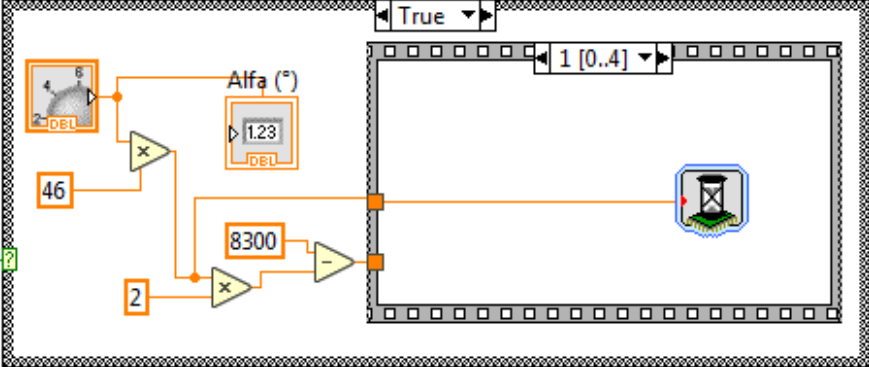 True
1 [0..4]
2 4 6
DBL
Alfa (°)
1.23
DBL
×
46
8300
−
2
×
?